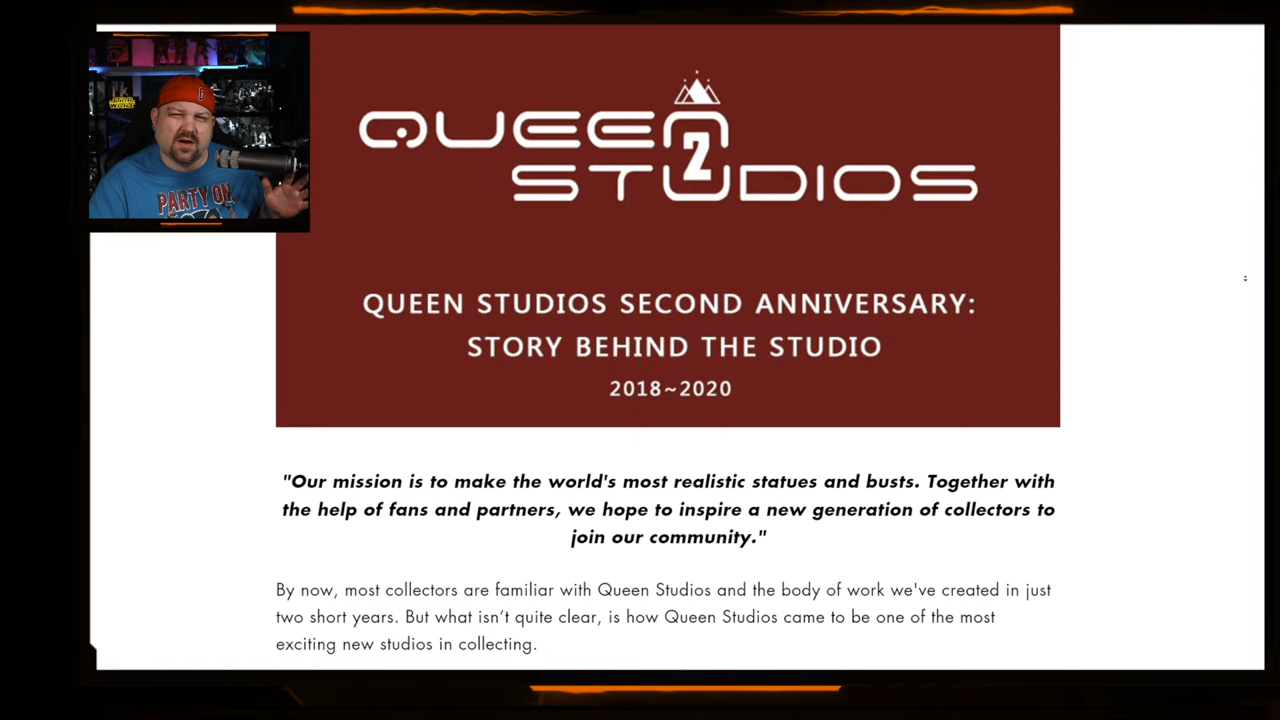 STAR WARS
PARTY ON
QUEEN
2
STUDIOS
QUEEN STUDIOS SECOND ANNIVERSARY:
STORY BEHIND THE STUDIO
2018~2020
"Our mission is to make the world's most realistic statues and busts. Together with
the help of fans and partners, we hope to inspire a new generation of collectors to
join our community."
By now, most collectors are familiar with Queen Studios and the body of work we've created in just
two short years. But what isn’t quite clear, is how Queen Studios came to be one of the most
exciting new studios in collecting.